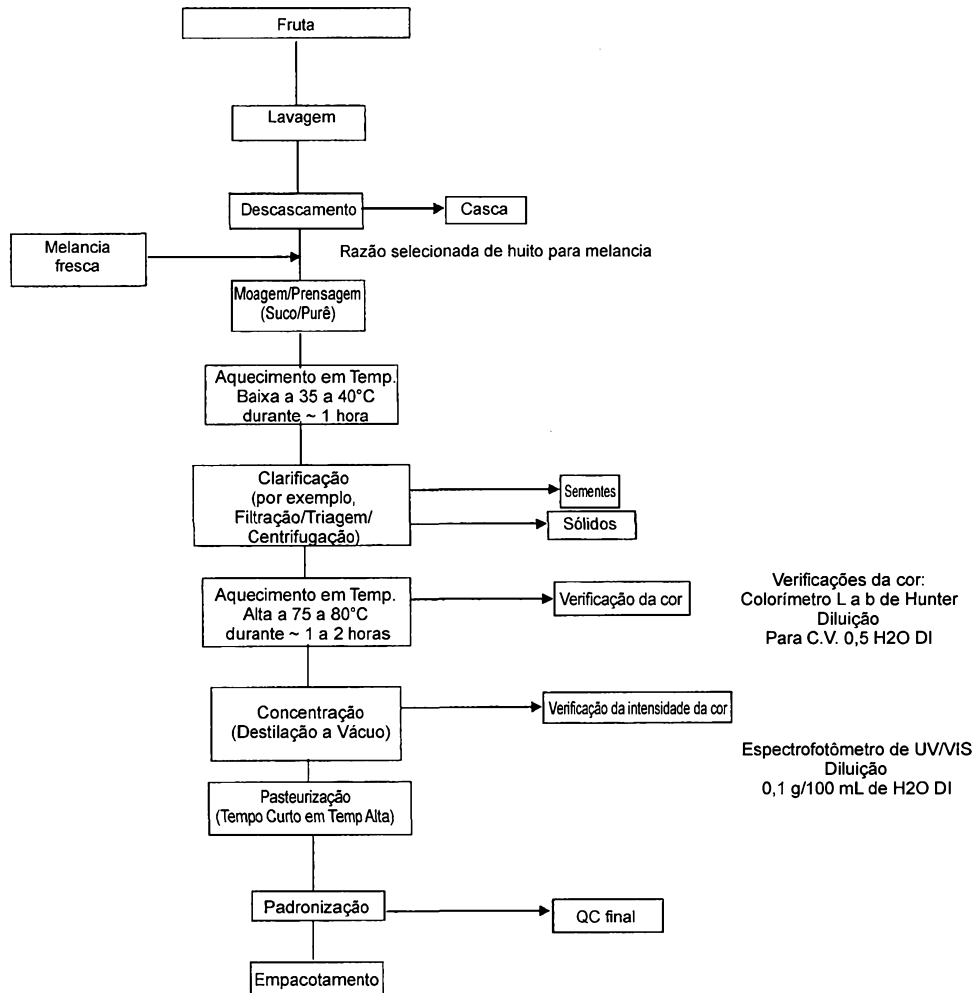 Fruta
Lavagem
Descascamento
Casca
Melancia
fresca
Razão selecionada de huito para melancia
Moagem/Prensagem
(Suco/Purê)
Aquecimento em Temp.
Baixa a 35 a 40°C
durante ~ 1 hora
Clarificação
(por exemplo,
Filtração/Triagem/
Centrifugação)
Sementes
Sólidos
Aquecimento em Temp.
Alta a 75 a 80°C
durante ~ 1 a 2 horas
Verificação da cor
Verificações da cor:
Colorímetro L a b de Hunter
Diluição
Para C.V. 0,5 H2O DI
Concentração
(Destilação a Vácuo)
Verificação da intensidade da cor
Espectrofotômetro de UV/VIS
Diluição
0,1 g/100 mL de H2O DI
Pasteurização
(Tempo Curto em Temp Alta)
Padronização
QC final
Empacotamento